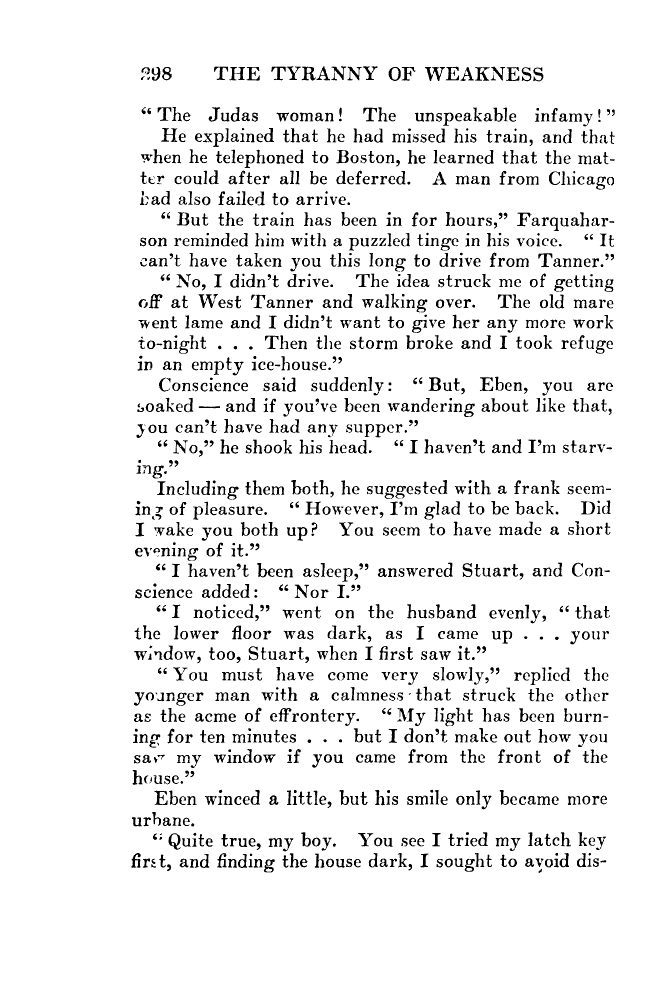 298 THE TYRANNY OF WEAKNESS
“The Judas woman! The unspeakable infamy!”
He explained that he had missed his train, and that
when he telephoned to Boston, he learned that the mat-
ter could after all be deferred. A man from Chicago
had also failed to arrive.
“But the train has been in for hours,” Farquahar-
son reminded him with a puzzled tinge in his voice. “It
can't have taken you this long to drive from Tanner.”
“No, I didn't drive. The idea struck me of getting
off at West Tanner and walking over. The old mare
went lame and I didn't want to give her any more work
to-night . . . Then the storm broke and I took refuge
in an empty ice-house.”
Conscience said suddenly: “But, Eben, you are
soaked — and if you've been wandering about like that,
you can't have had any supper.”
“No,” he shook his head. “I haven't and I'm starv-
ing.”
Including them both, he suggested with a frank seem-
ing of pleasure. “However, I'm glad to be back. Did
I wake you both up? You seem to have made a short
evening of it.”
“I haven't been asleep,” answered Stuart, and Con-
science added: “Nor I.”
“I noticed,” went on the husband evenly, “that
the lower floor was dark, as I came up . . . your
window, too, Stuart, when I first saw it.”
“You must have come very slowly,” replied the
younger man with a calmness that struck the other
as the acme of effrontery. “My light has been burn-
ing for ten minutes . . . but I don't make out how you
saw my window if you came from the front of the
house.”
Eben winced a little, but his smile only became more
urbane.
“Quite true, my boy. You see I tried my latch key
first, and finding the house dark, I sought to avoid dis-